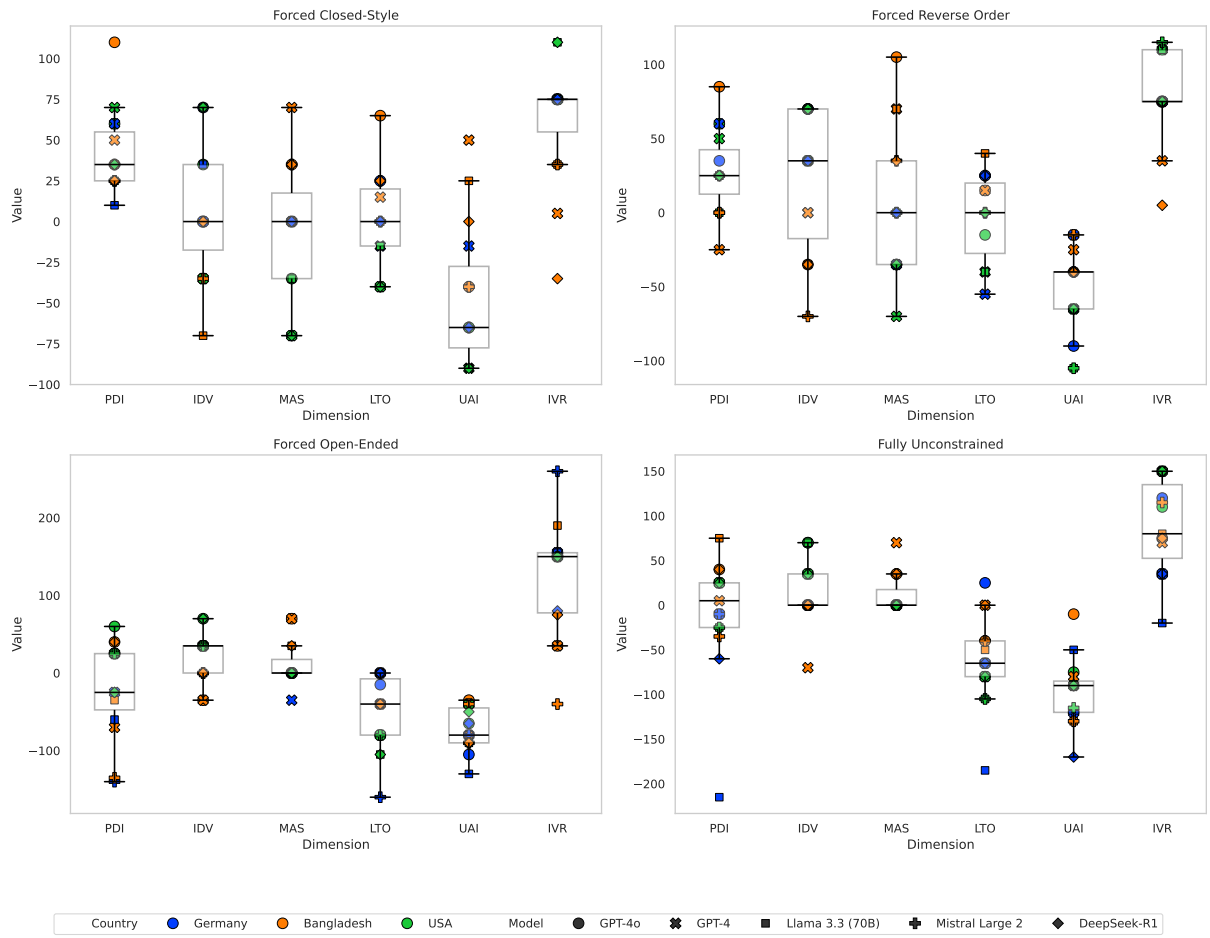 Forced Closed-Style
Value
100
75
50
25
0
−25
−50
−75
−100
PDI IDV MAS LTO UAI IVR
Dimension
Forced Reverse Order
Value
100
50
0
−50
−100
PDI IDV MAS LTO UAI IVR
Dimension
Forced Open-Ended
Value
200
100
0
−100
PDI IDV MAS LTO UAI IVR
Dimension
Fully Unconstrained
Value
150
100
50
0
−50
−100
−150
−200
PDI IDV MAS LTO UAI IVR
Dimension
Country Germany Bangladesh USA Model GPT-4o GPT-4 Llama 3.3 (70B) Mistral Large 2 DeepSeek-R1